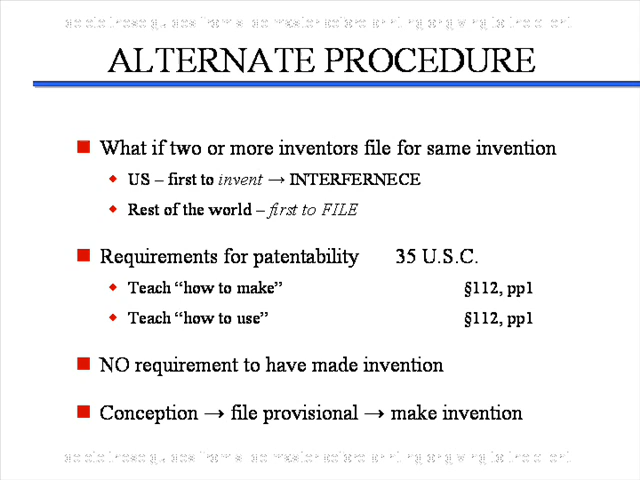 ALTERNATE PROCEDURE
What if two or more inventors file for same invention
US – first to invent → INTERFERNECE
Rest of the world – first to FILE
Requirements for patentability 35 U.S.C.
Teach “how to make” §112, pp1
Teach “how to use” §112, pp1
NO requirement to have made invention
Conception → file provisional → make invention